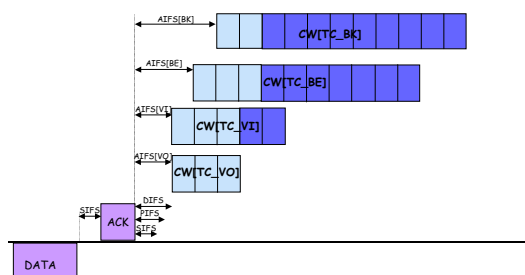 AIFS[BK]
CW[TC_BK]
AIFS[BE]
CW[TC_BE]
AIFS[VI]
CW[TC_VI]
AIFS[VO]
CW[TC_VO]
DIFS
SIFS
ACK
PIFS
SIFS
DATA